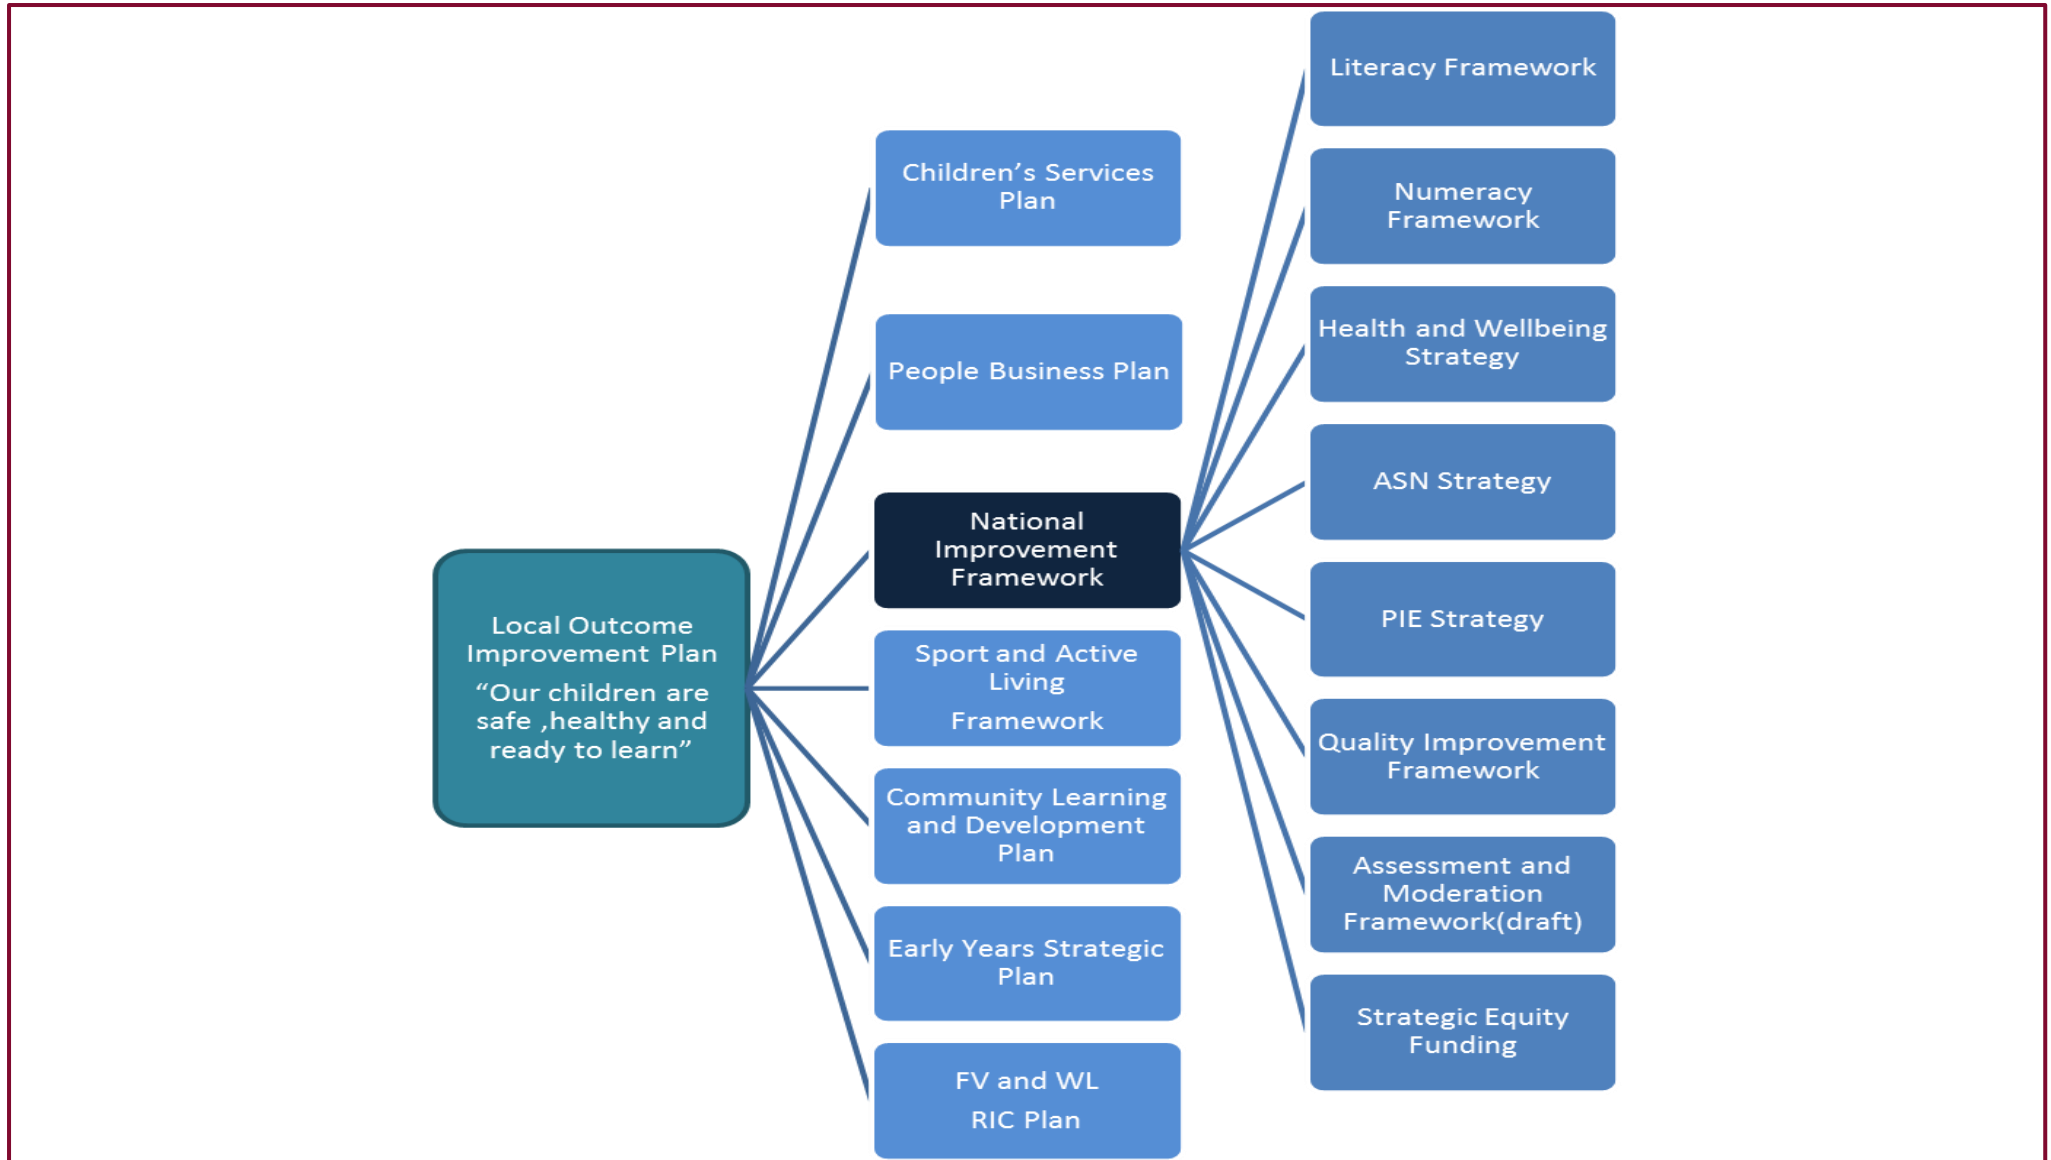 Local Outcome
Improvement Plan
“Our children are
safe ,healthy and
ready to learn”
Children’s Services
Plan
People Business Plan
National
Improvement
Framework
Sport and Active
Living
Framework
Community Learning
and Development
Plan
Early Years Strategic
Plan
FV and WL
RIC Plan
Literacy Framework
Numeracy
Framework
Health and Wellbeing
Strategy
ASN Strategy
PIE Strategy
Quality Improvement
Framework
Assessment and
Moderation
Framework(draft)
Strategic Equity
Funding